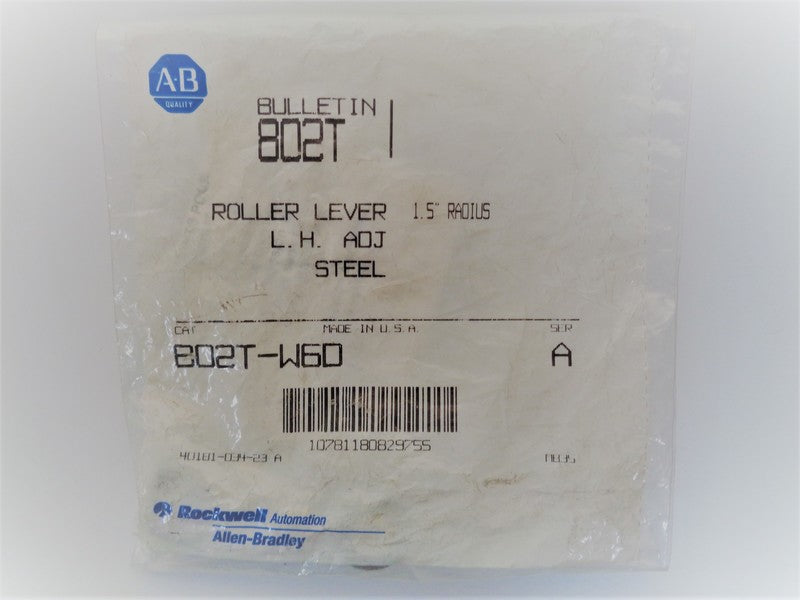 A-B
QUALITY
BULLETIN
802T
ROLLER LEVER 1.5" RADIUS
L.H. ADJ
STEEL
CAT MADE IN U.S.A. SER
802T-W6D A
10781180829755
40181-034-23 A M835
Rockwell Automation
Allen-Bradley